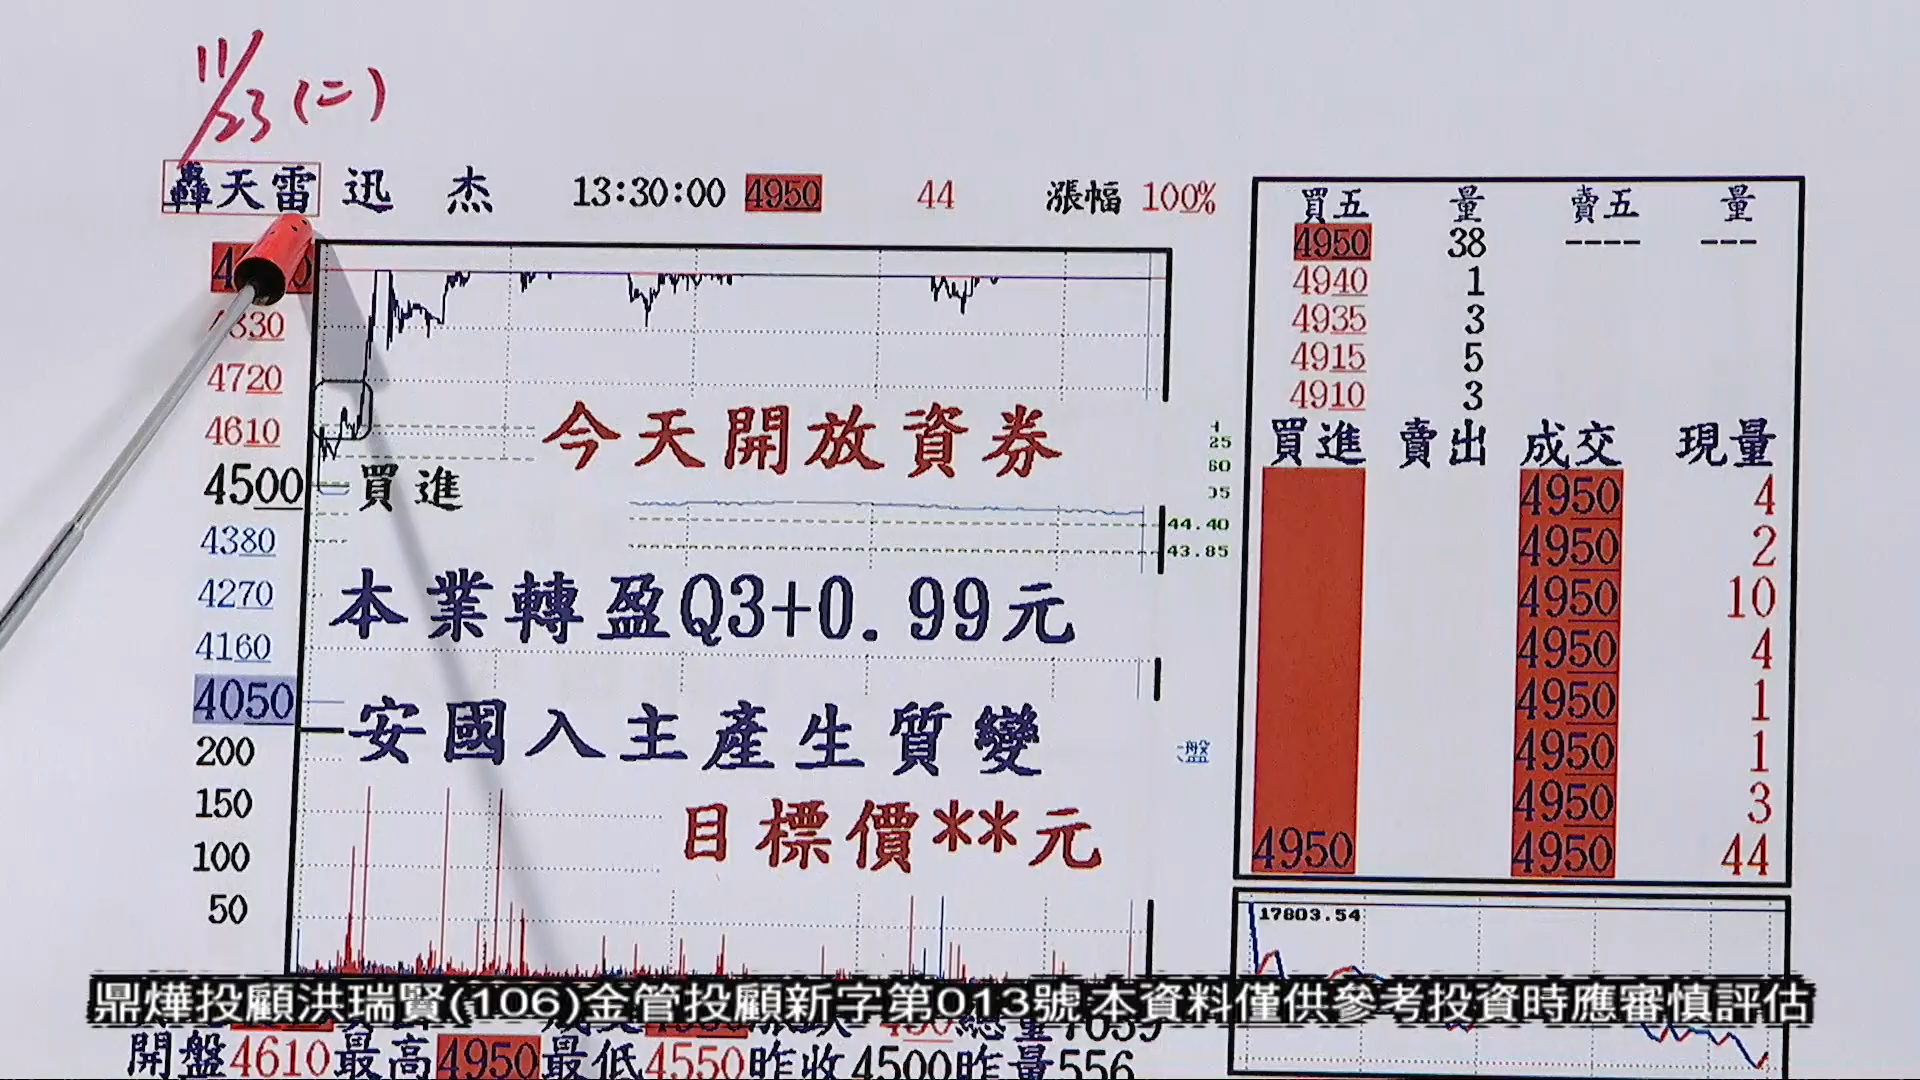 11/23(二)
轟天雷 迅 杰 13:30:00 4950 44 漲幅 100%
4830
4720
4610
4500 買進
4380
4270
4160
4050
200
150
100
50
今天開放資券
44.40
43.85
本業轉盈Q3+0.99元
安國入主產生質變
目標價**元
盤
買五 量 賣五 量
4950 38 ---- ---
4940 1
4935 3
4915 5
4910 3
買進 賣出 成交 現量
4950 4
4950 2
4950 10
4950 4
4950 1
4950 1
4950 3
4950 4950 44
17803.54
鼎燁投顧洪瑞賢(106)金管投顧新字第013號 本資料僅供參考投資時應審慎評估
開盤4610最高4950最低4550昨收4500昨量556